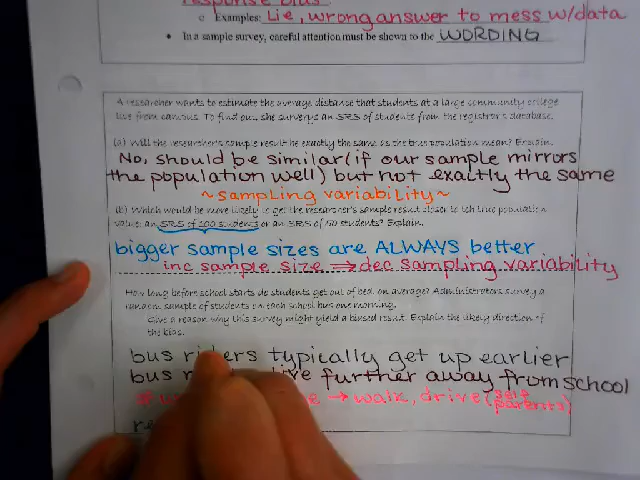 response bias
c Examples: Lie, wrong answer to mess w/data
• In a sample survey, careful attention must be shown to the WORDING
A researcher wants to estimate the average distance that students at a large community college
live from campus. To find out, she surveys an SRS of students from the registrar's database.
(a) Will the researcher's sample result be exactly the same as the true population mean? Explain.
No, should be similar (if our sample mirrors
the population well) but not exactly the same
~sampling variability~
(b) Which would be more likely to get the researcher's sample result closer to the true population
value: an SRS of 100 students or an SRS of 50 students? Explain.
bigger sample sizes are ALWAYS better
inc sample size → dec sampling variability
How long before school starts do students get out of bed, on average? Administrators survey a
random sample of students on each school bus one morning.
Give a reason why this survey might yield a biased result. Explain the likely direction of
the bias.
bus riders typically get up earlier
bus live further away from school
→ walk, drive (self parents)